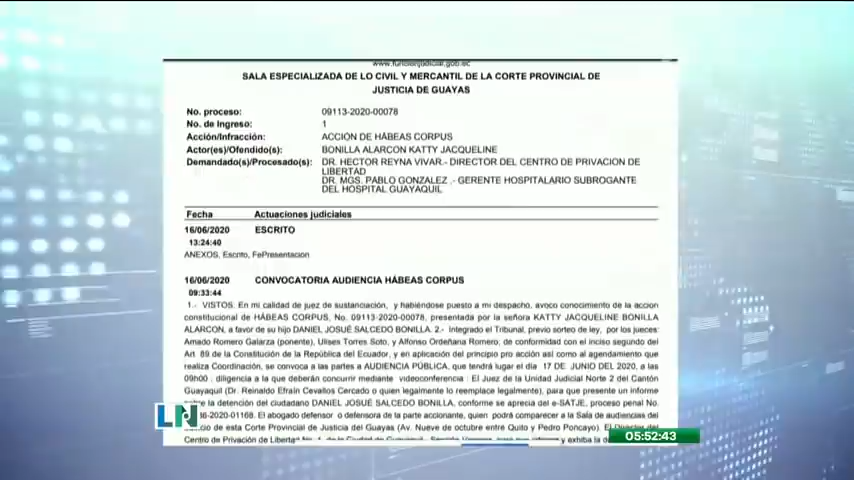 www.funcionjudicial.gob.ec
SALA ESPECIALIZADA DE LO CIVIL Y MERCANTIL DE LA CORTE PROVINCIAL DE
JUSTICIA DE GUAYAS
No. proceso: 09113-2020-00078
No. de Ingreso: 1
Acción/Infracción: ACCIÓN DE HÁBEAS CORPUS
Actor(es)/Ofendido(s): BONILLA ALARCON KATTY JACQUELINE
Demandado(s)/Procesado(s): DR. HECTOR REYNA VIVAR.- DIRECTOR DEL CENTRO DE PRIVACION DE
LIBERTAD
DR. MGS. PABLO GONZALEZ .- GERENTE HOSPITALARIO SUBROGANTE
DEL HOSPITAL GUAYAQUIL
Fecha Actuaciones judiciales
16/06/2020 ESCRITO
13:24:40
ANEXOS, Escrito, FePresentacion
16/06/2020 CONVOCATORIA AUDIENCIA HÁBEAS CORPUS
09:33:44
1.- VISTOS: En mi calidad de juez de sustanciación, y habiéndose puesto a mi despacho, avoco conocimiento de la accion
constitucional de HÁBEAS CORPUS, No. 09113-2020-00078, presentada por la señora KATTY JACQUELINE BONILLA
ALARCÓN, a favor de su hijo DANIEL JOSUÉ SALCEDO BONILLA. 2.- Integrado el Tribunal, previo sorteo de ley, por los jueces:
Amado Romero Galarza (ponente), Ulises Torres Soto, y Alfonso Ordeñana Romero; de conformidad con el inciso segundo del
Art. 89 de la Constitución de la República del Ecuador, y en aplicación del principio pro acción así como al agendamiento que
realiza Coordinación, se convoca a las partes a AUDIENCIA PÚBLICA, que tendrá lugar el día 17 DE JUNIO DEL 2020, a las
09h00 , diligencia a la que deberán concurrir mediante videoconferencia : El Juez de la Unidad Judicial Norte 2 del Cantón
Guayaquil (Dr. Reinaldo Efraín Cevallos Cercado o quien legalmente lo reemplace legalmente), para que presente un informe
sobre la detención del ciudadano DANIEL JOSUÉ SALCEDO BONILLA, conforme se aprecia del e-SATJE, proceso penal No.
86-2020-01168. El abogado defensor o defensora de la parte accionante, quien podrá comparecer a la Sala de audiencias del
de esta Corte Provincial de Justicia del Guayas (Av. Nueve de octubre entre Quito y Pedro Poncayo). El Director del
Centro de Privación de Libertad No. 1, de la Ciudad de Guayaquil
LN
05:52:43